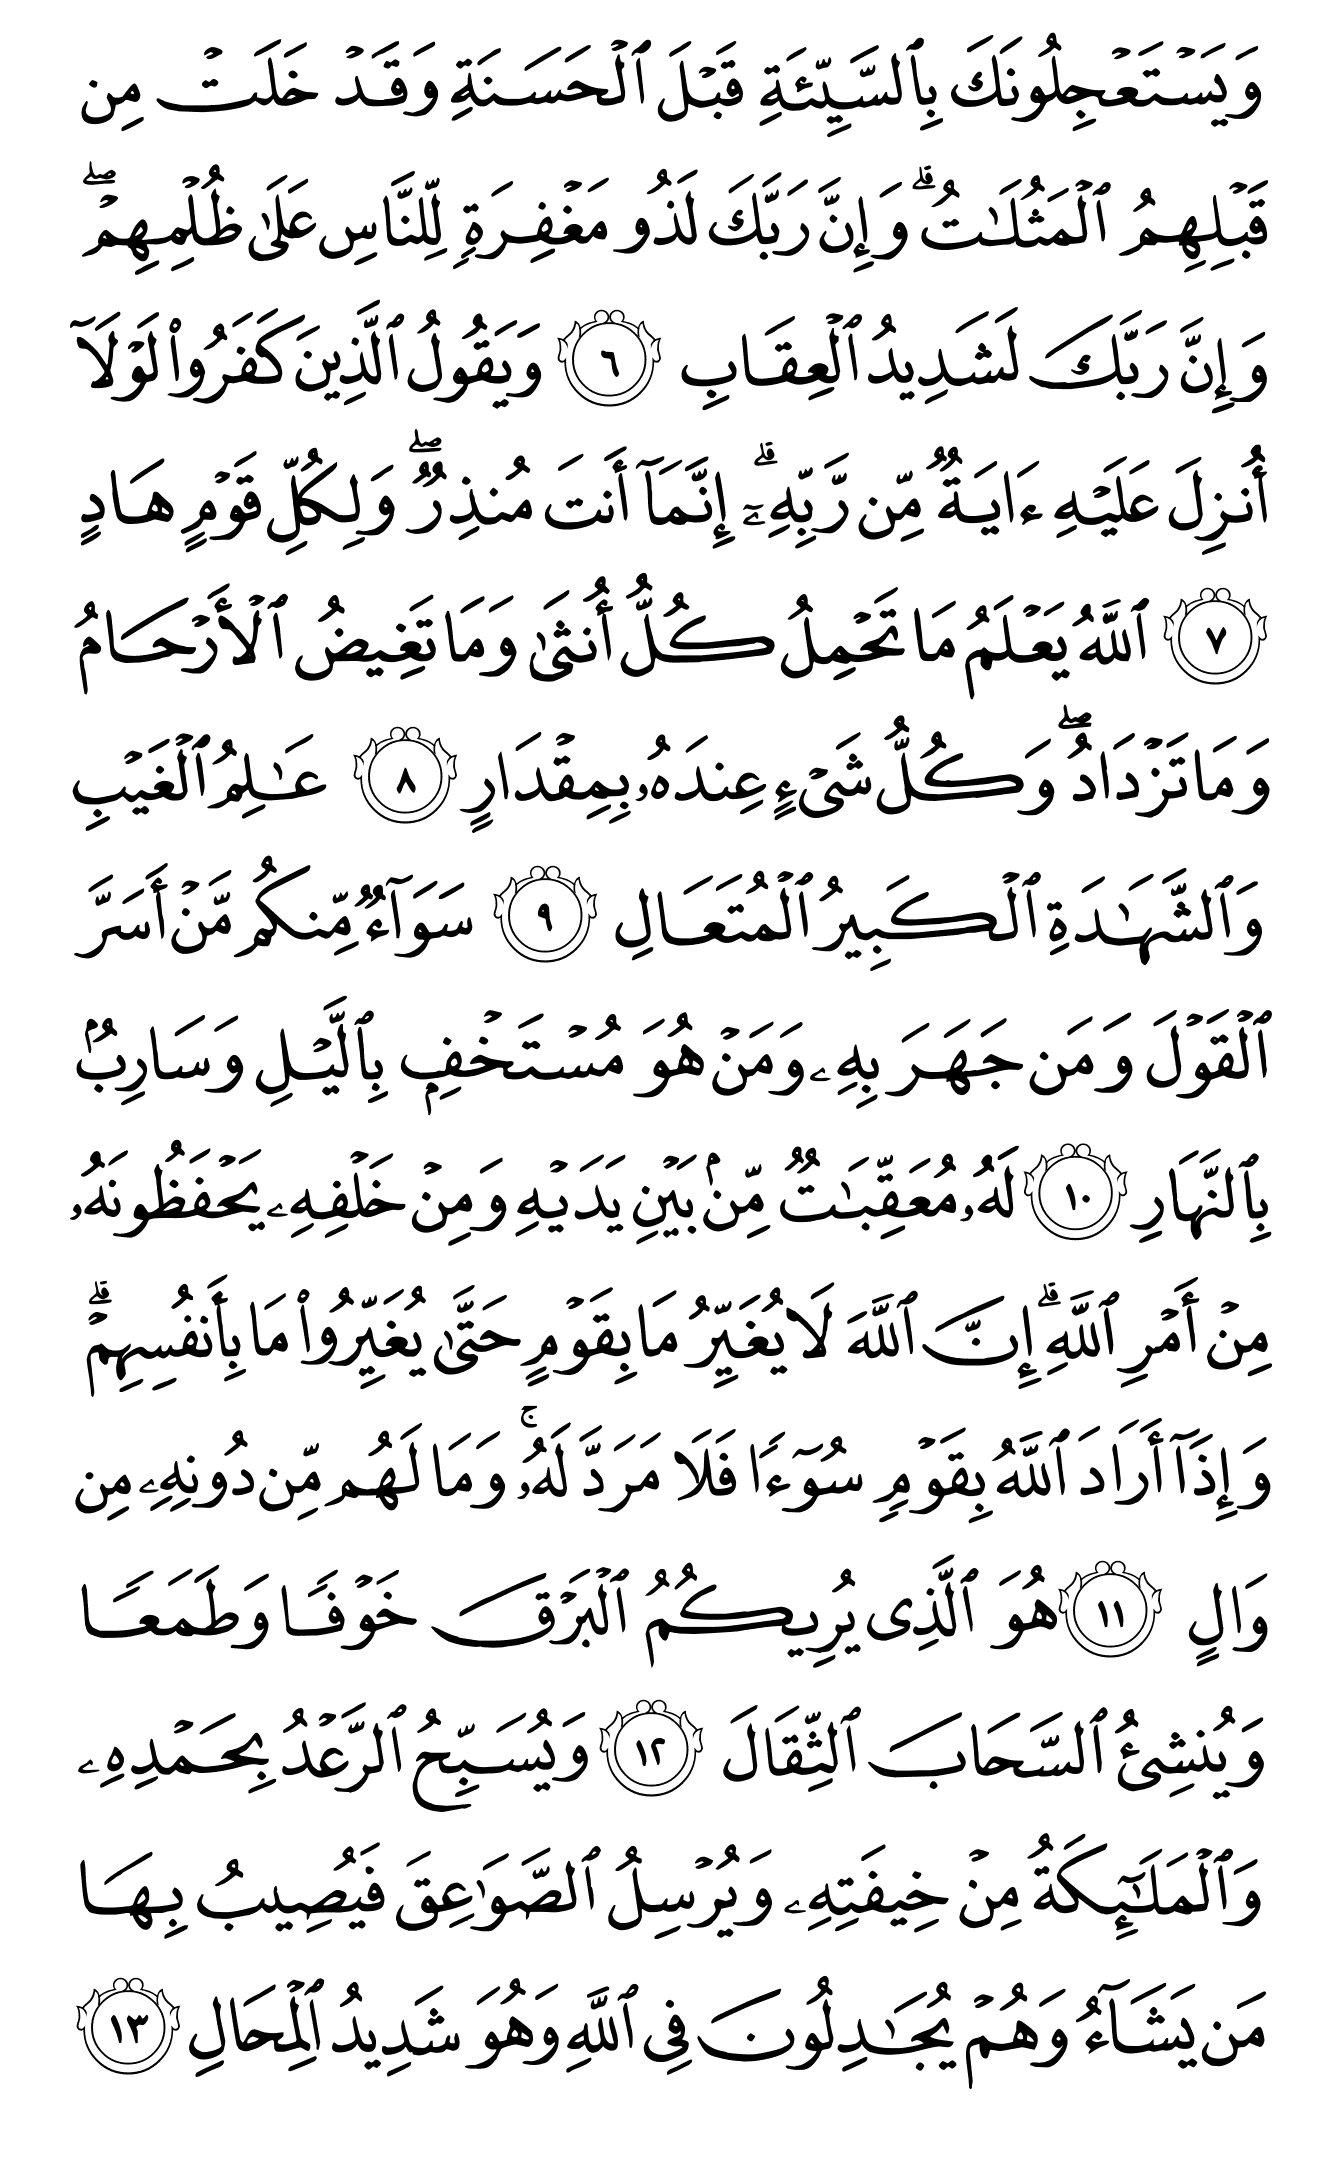 وَيَسۡتَعۡجِلُونَكَ بِٱلسَّيِّئَةِ قَبۡلَ ٱلۡحَسَنَةِ وَقَدۡ خَلَتۡ مِن
قَبۡلِهِمُ ٱلۡمَثُلَٰتُۗ وَإِنَّ رَبَّكَ لَذُو مَغۡفِرَةٖ لِّلنَّاسِ عَلَىٰ ظُلۡمِهِمۡۖ
وَإِنَّ رَبَّكَ لَشَدِيدُ ٱلۡعِقَابِ ٦ وَيَقُولُ ٱلَّذِينَ كَفَرُواْ لَوۡلَآ
أُنزِلَ عَلَيۡهِ ءَايَةٞ مِّن رَّبِّهِۦٓۗ إِنَّمَآ أَنتَ مُنذِرٞۖ وَلِكُلِّ قَوۡمٍ هَادٍ
٧ ٱللَّهُ يَعۡلَمُ مَا تَحۡمِلُ كُلُّ أُنثَىٰ وَمَا تَغِيضُ ٱلۡأَرۡحَامُ
وَمَا تَزۡدَادُۖ وَكُلُّ شَيۡءٍ عِندَهُۥ بِمِقۡدَارٍ ٨ عَٰلِمُ ٱلۡغَيۡبِ
وَٱلشَّهَٰدَةِ ٱلۡكَبِيرُ ٱلۡمُتَعَالِ ٩ سَوَآءٞ مِّنكُم مَّنۡ أَسَرَّ
ٱلۡقَوۡلَ وَمَن جَهَرَ بِهِۦ وَمَنۡ هُوَ مُسۡتَخۡفِۭ بِٱلَّيۡلِ وَسَارِبُۢ
بِٱلنَّهَارِ ١٠ لَهُۥ مُعَقِّبَٰتٞ مِّنۢ بَيۡنِ يَدَيۡهِ وَمِنۡ خَلۡفِهِۦ يَحۡفَظُونَهُۥ
مِنۡ أَمۡرِ ٱللَّهِۗ إِنَّ ٱللَّهَ لَا يُغَيِّرُ مَا بِقَوۡمٍ حَتَّىٰ يُغَيِّرُواْ مَا بِأَنفُسِهِمۡۗ
وَإِذَآ أَرَادَ ٱللَّهُ بِقَوۡمٖ سُوٓءٗا فَلَا مَرَدَّ لَهُۥۚ وَمَا لَهُم مِّن دُونِهِۦ مِن
وَالٍ ١١ هُوَ ٱلَّذِي يُرِيكُمُ ٱلۡبَرۡقَ خَوۡفٗا وَطَمَعٗا
وَيُنشِئُ ٱلسَّحَابَ ٱلثِّقَالَ ١٢ وَيُسَبِّحُ ٱلرَّعۡدُ بِحَمۡدِهِۦ
وَٱلۡمَلَٰٓئِكَةُ مِنۡ خِيفَتِهِۦ وَيُرۡسِلُ ٱلصَّوَٰعِقَ فَيُصِيبُ بِهَا
مَن يَشَآءُ وَهُمۡ يُجَٰدِلُونَ فِي ٱللَّهِ وَهُوَ شَدِيدُ ٱلۡمِحَالِ ١٣